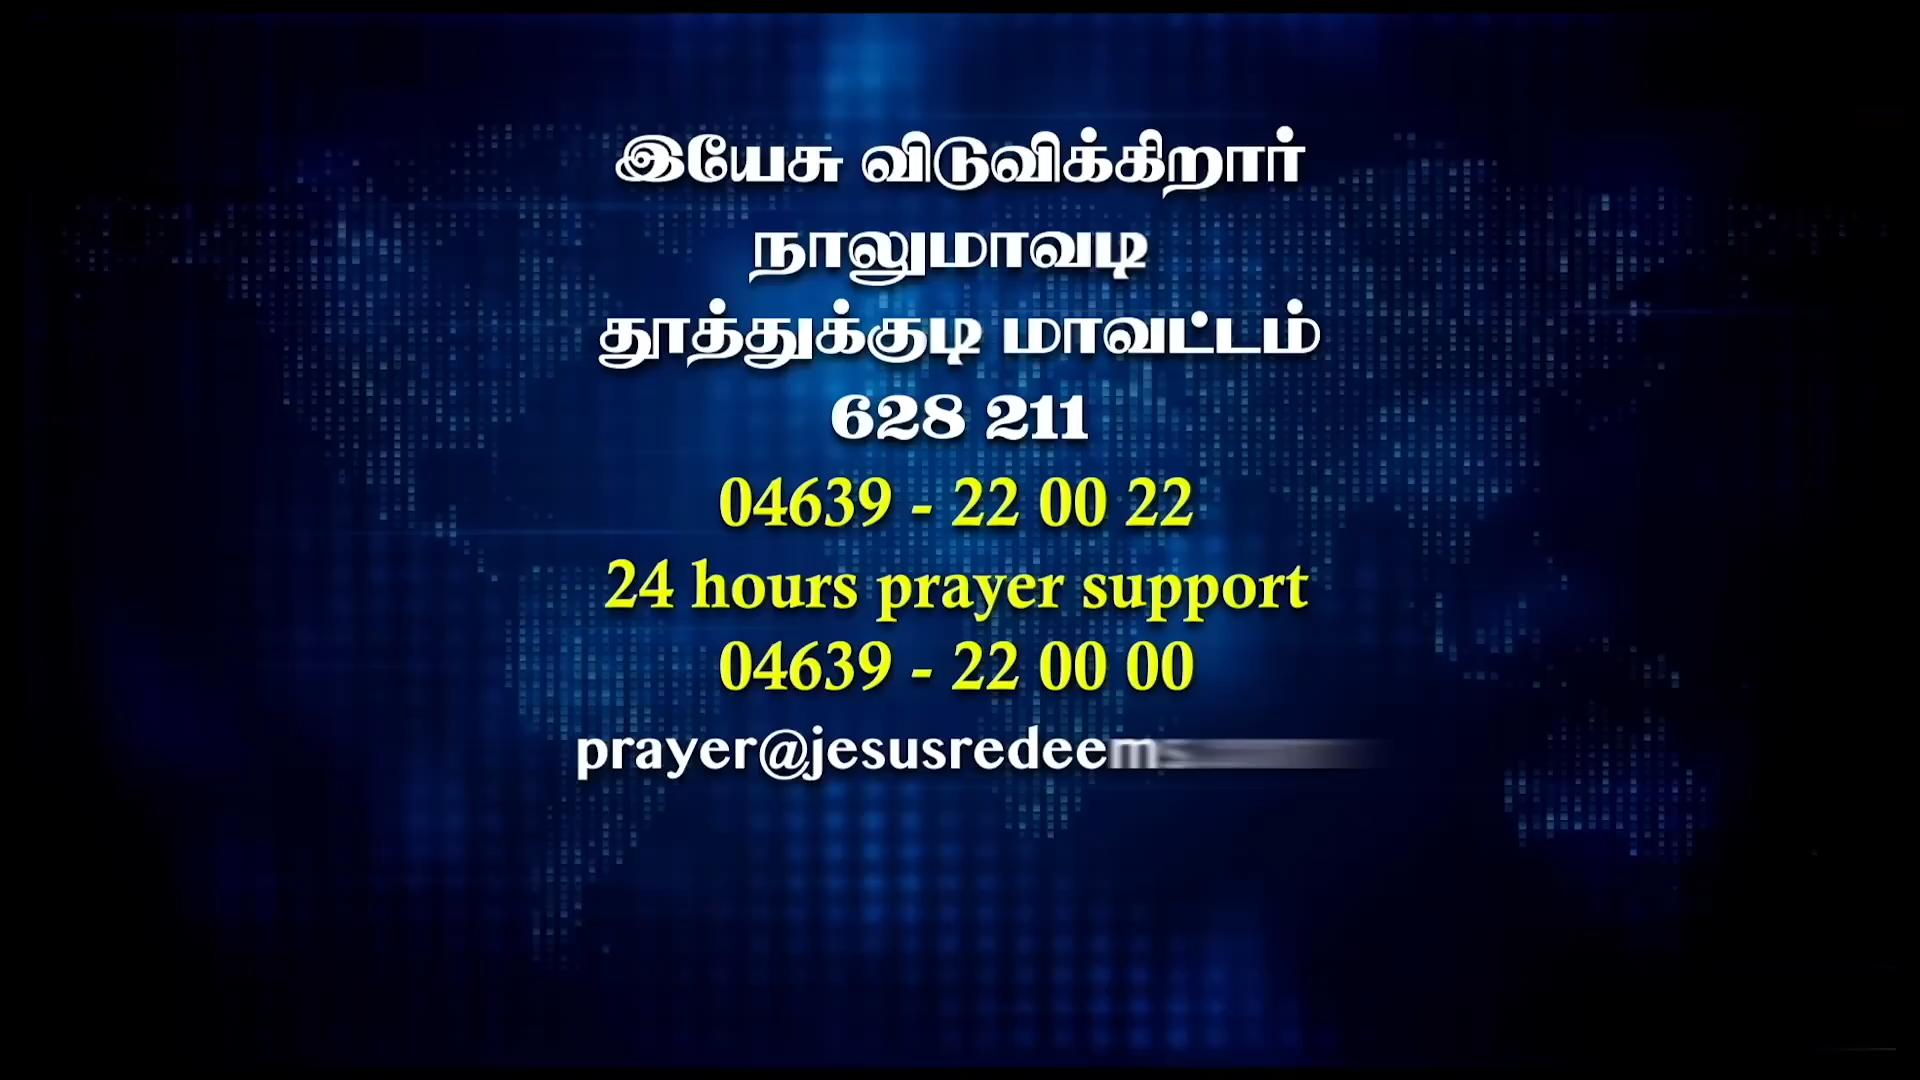 இயேசு விடுவிக்கிறார்
நாலுமாவடி
தூத்துக்குடி மாவட்டம்
628 211
04639 - 22 00 22
24 hours prayer support
04639 - 22 00 00
prayer@jesusredeems